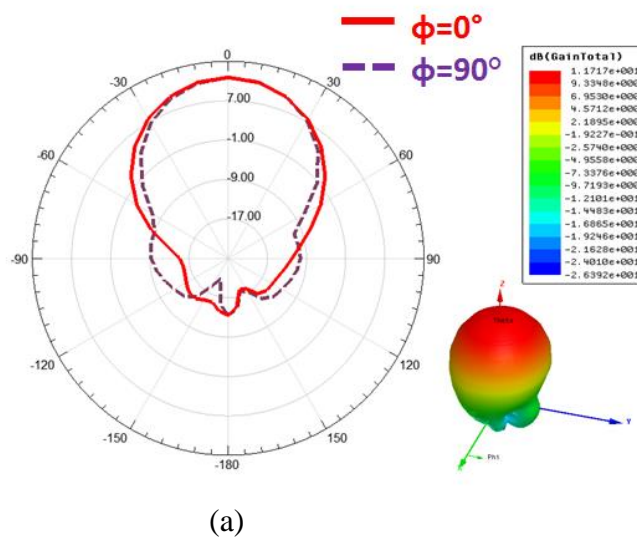 ϕ=0°
ϕ=90°
0
-30
30
-60
60
-90
90
-120
120
-150
150
-180
7.00
-1.00
-9.00
-17.00
dB(GainTotal)
1.1717e+001
9.3348e+000
6.9530e+000
4.5712e+000
2.1895e+000
-1.9227e-001
-2.5740e+000
-4.9558e+000
-7.3376e+000
-9.7193e+000
-1.2101e+001
-1.4483e+001
-1.6865e+001
-1.9246e+001
-2.1628e+001
-2.4010e+001
-2.6392e+001
Z
Theta
Y
X
Phi
(a)